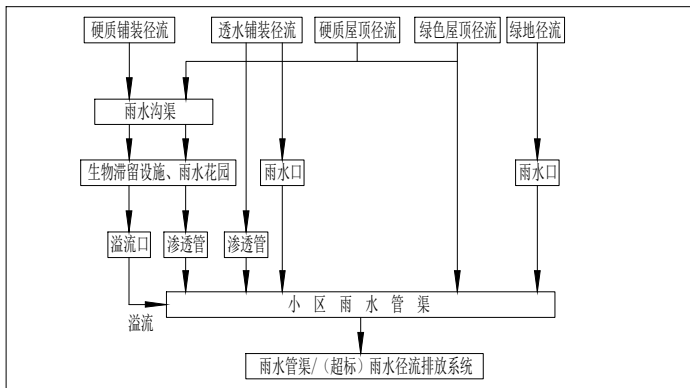 硬质铺装径流
透水铺装径流
硬质屋顶径流
绿色屋顶径流
绿地径流
雨水沟渠
生物滞留设施、雨水花园
雨水口
雨水口
溢流口
渗透管
渗透管
小区雨水管渠
溢流
雨水管渠/（超标）雨水径流排放系统